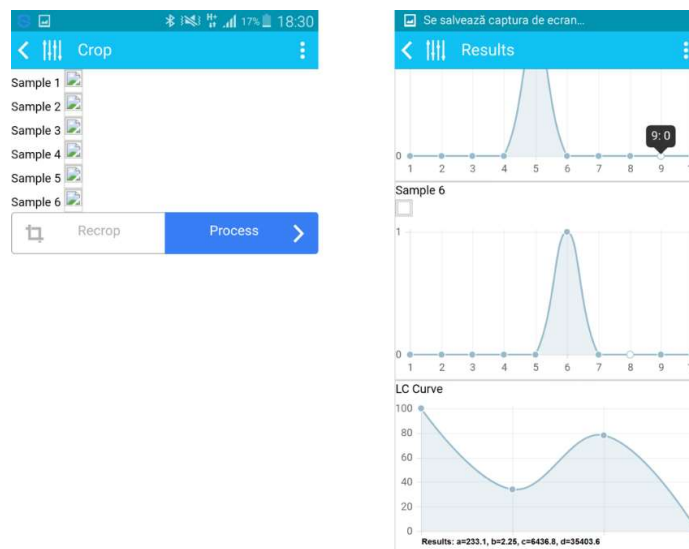 17% 18:30
Crop
Sample 1
Sample 2
Sample 3
Sample 4
Sample 5
Sample 6
Recrop
Process
Se salvează captura de ecran...
Results
9: 0
0
1 2 3 4 5 6 7 8 9
Sample 6
1
0
1 2 3 4 5 6 7 8 9
LC Curve
100
80
60
40
20
0
Results: a=233.1, b=2.25, c=6436.8, d=35403.6